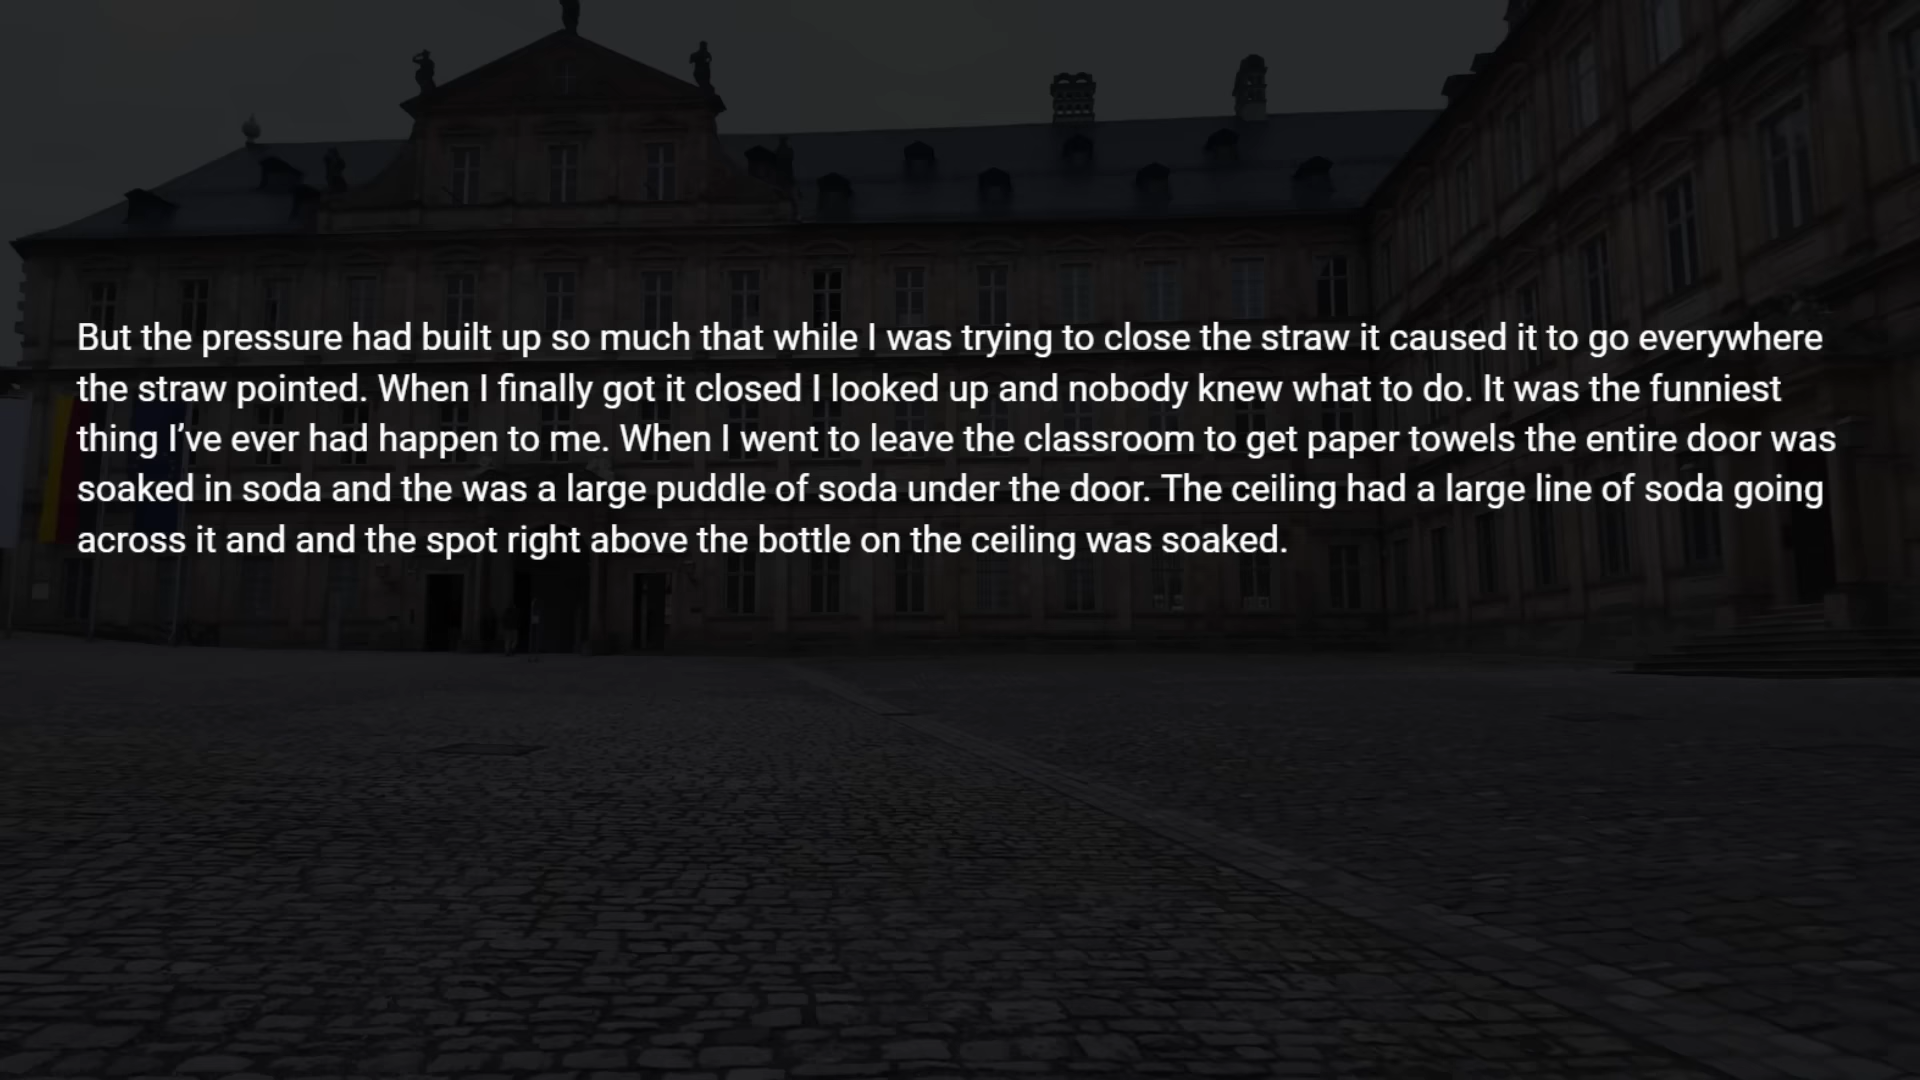 But the pressure had built up so much that while I was trying to close the straw it caused it to go everywhere
the straw pointed. When I finally got it closed I looked up and nobody knew what to do. It was the funniest
thing I’ve ever had happen to me. When I went to leave the classroom to get paper towels the entire door was
soaked in soda and the was a large puddle of soda under the door. The ceiling had a large line of soda going
across it and and the spot right above the bottle on the ceiling was soaked.